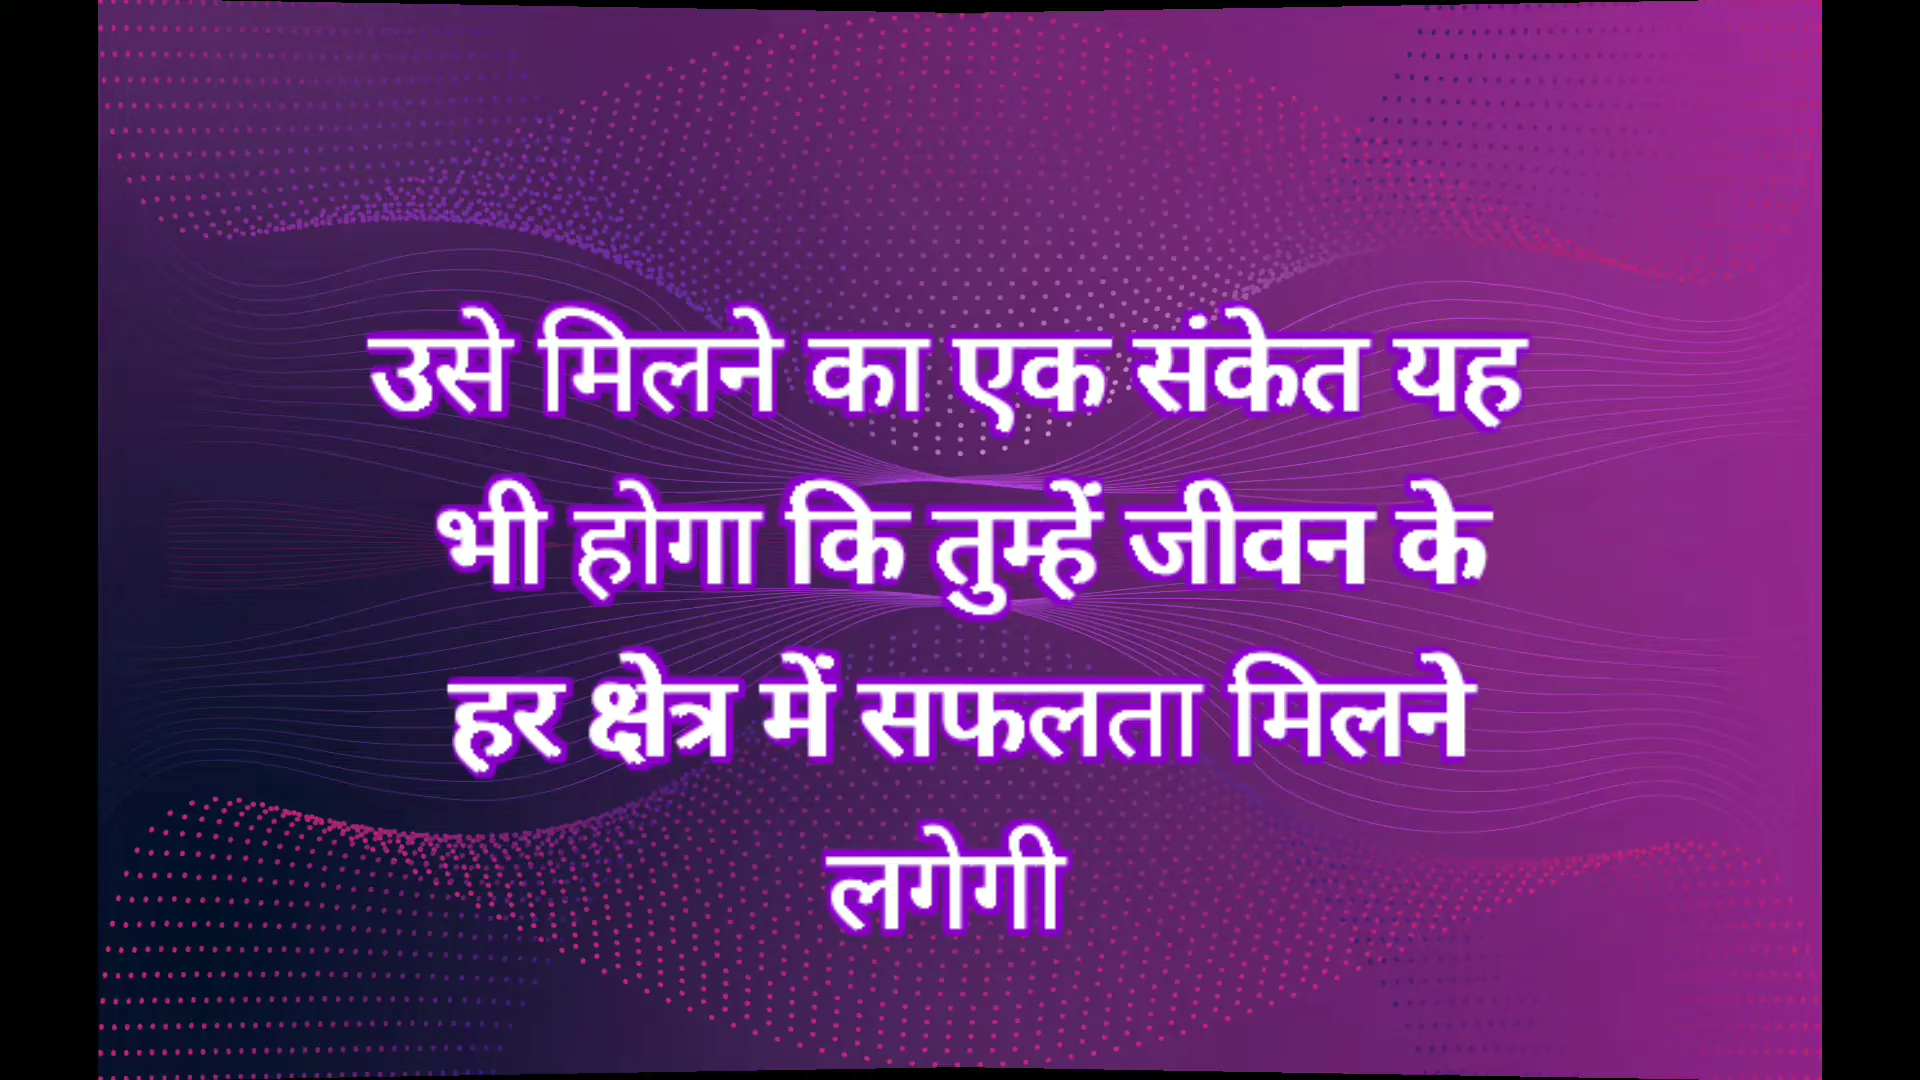 उसे मिलने का एक संकेत यह
भी होगा कि तुम्हें जीवन के
हर क्षेत्र में सफलता मिलने
लगेगी